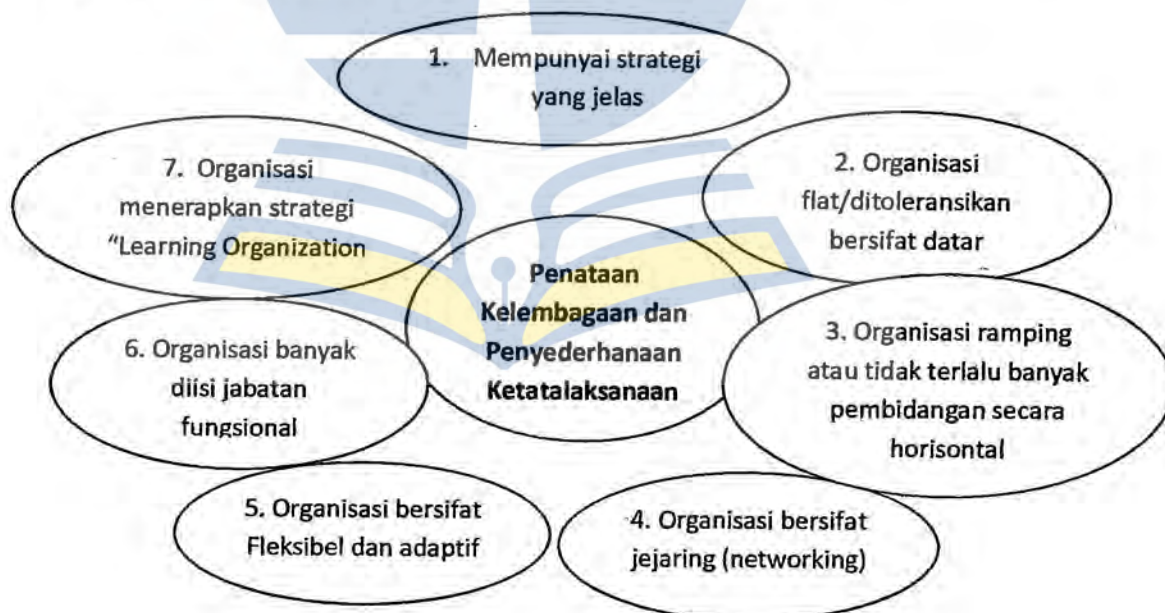 1. Mempunyai strategi
yang jelas
2. Organisasi
flat/ditoleransikan
bersifat datar
3. Organisasi ramping
atau tidak terlalu banyak
pembidangan secara
horisontal
4. Organisasi bersifat
jejaring (networking)
5. Organisasi bersifat
Fleksibel dan adaptif
6. Organisasi banyak
diisi jabatan
fungsional
7. Organisasi
menerapkan strategi
“Learning Organization
Penataan
Kelembagaan dan
Penyederhanaan
Ketatalaksanaan